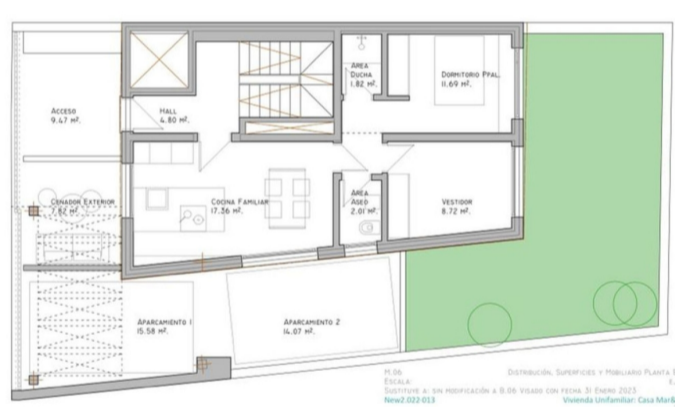 Acceso
9.47 m².
Hall
4.80 m².
Area
Ducha
1.82 m².
Dormitorio Ppal.
11.69 m².
Cenador Exterior
7.62 m².
Cocina Familiar
17.36 m².
Area
Aseo
2.01 m².
Vestidor
8.72 m².
Aparcamiento 1
15.58 m².
Aparcamiento 2
14.07 m².
M.06
Distribución, Superficies y Mobiliario Planta
Escala:
Sustituye a: sin modificación a B.06 Visado con fecha 31 Enero 2023
New2.022-013
Vivienda Unifamiliar: Casa Mar&